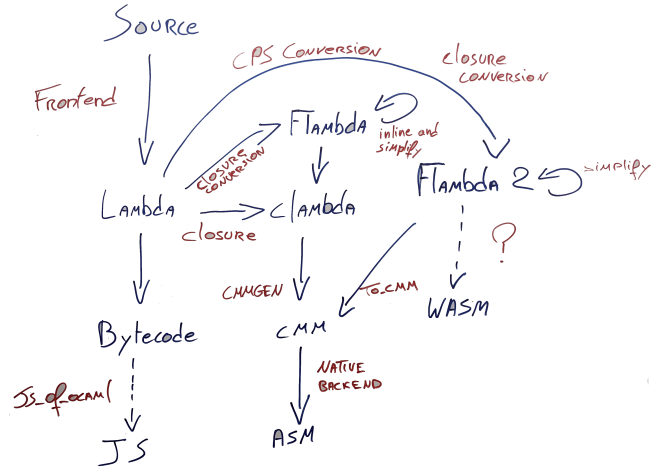 Source
CPS Conversion
closure
conversion
Frontend
Flambda
inline and
simplify
closure
conversion
Flambda 2
simplify
Lambda
closure
clambda
?
CMMGEN
To_CMM
WASM
Bytecode
CMM
JS_of_ocaml
NATIVE
BACKEND
JS
ASM